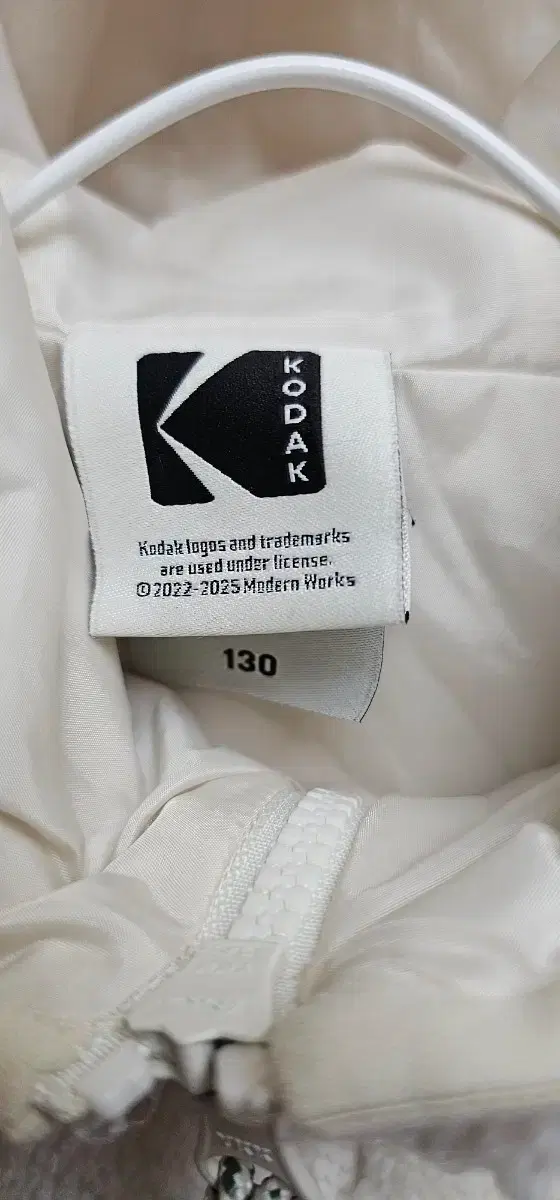 KODAK
Kodak logos and trademarks
are used under license.
©2022-2025 Modern Works
130